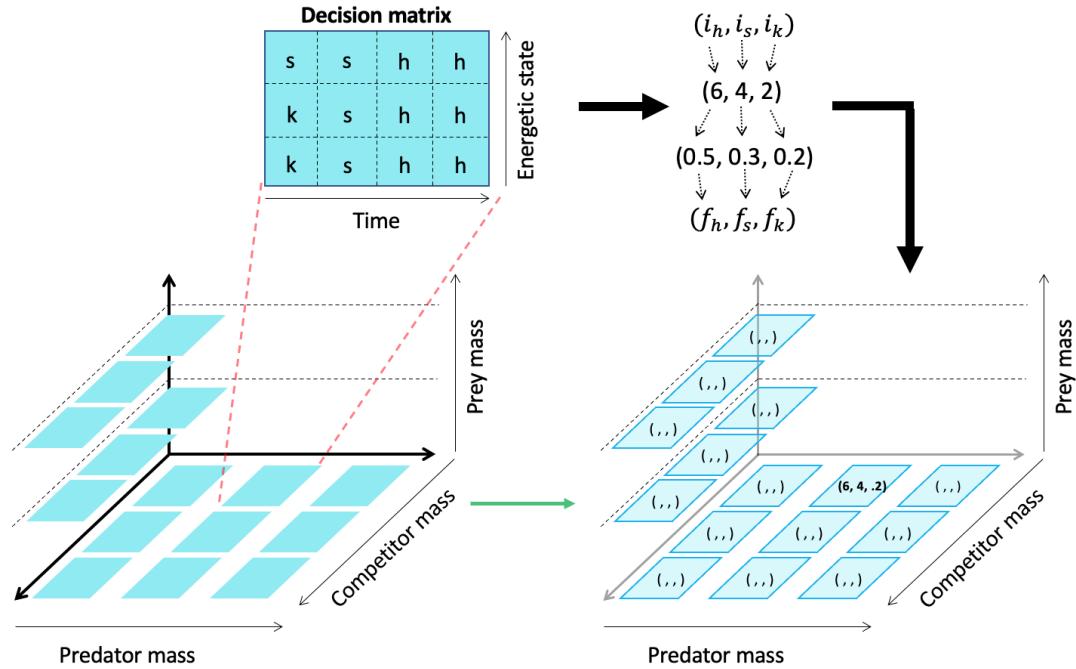 Decision matrix
s s h h
k s h h
k s h h
Energetic state
Time
(i_h, i_s, i_k)
(6, 4, 2)
(0.5, 0.3, 0.2)
(f_h, f_s, f_k)
Prey mass
Competitor mass
Predator mass
( , , )
( , , )
( , , )
( , , )
( , , )
( , , )
( , , )
(6, 4, .2)
( , , )
( , , )
( , , )
( , , )
( , , )
( , , )
( , , )
Prey mass
Competitor mass
Predator mass